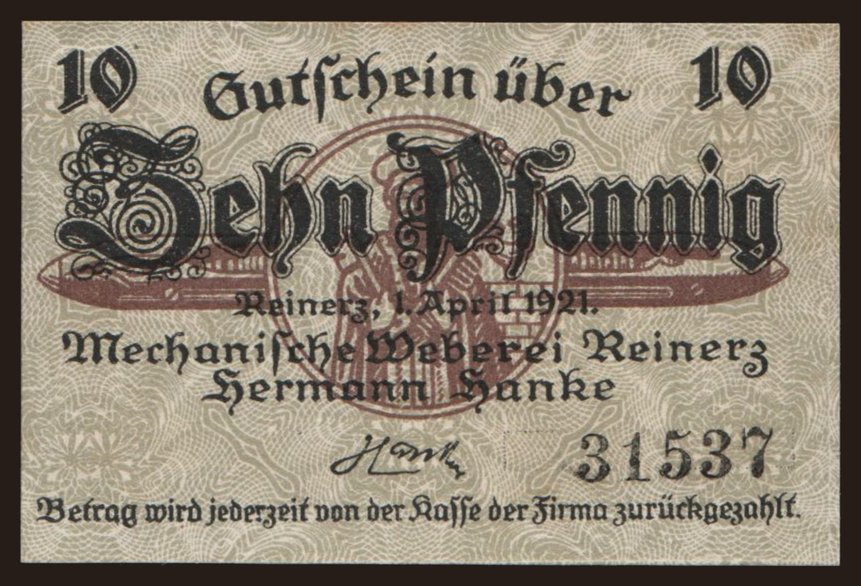 10 Gutschein über 10
Zehn Pfennig
Reinerz, 1. April 1921.
Mechanische Weberei Reinerz
Hermann Hanke
Hanke
31537
Betrag wird jederzeit von der Kasse der Firma zurückgezahlt.